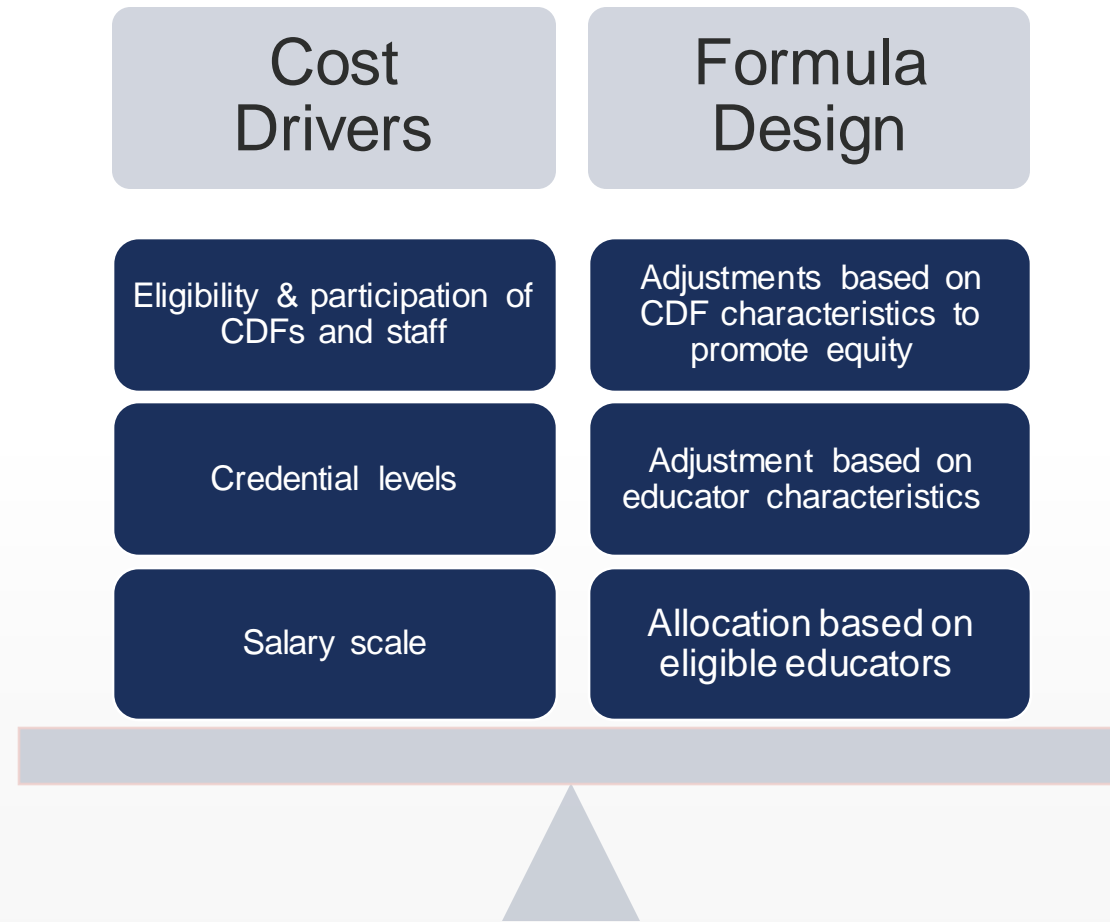 Cost
Drivers
Formula
Design
Eligibility & participation of
CDFs and staff
Adjustments based on
CDF characteristics to
promote equity
Credential levels
Adjustment based on
educator characteristics
Salary scale
Allocation based on
eligible educators